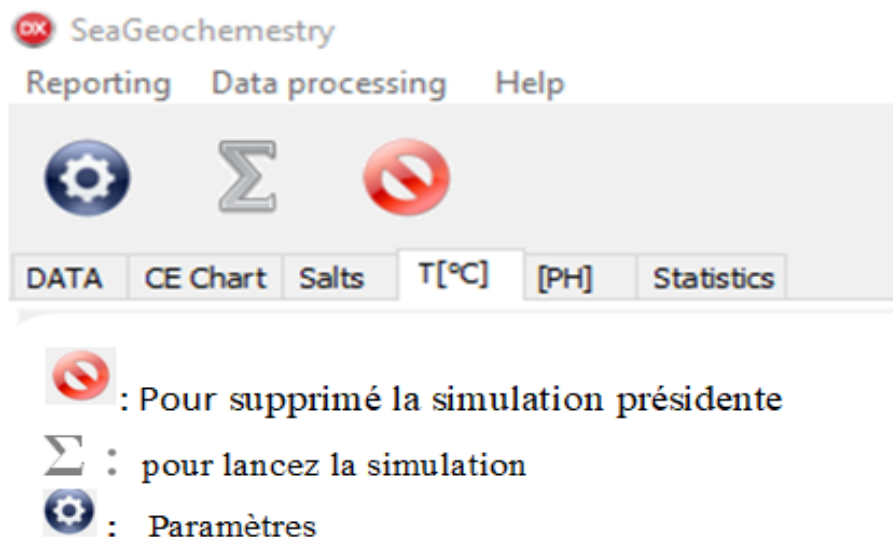 DX SeaGeochemestry
Reporting Data processing Help
DATA CE Chart Salts T[°C] [PH] Statistics
: Pour supprimé la simulation présidente
Σ : pour lancez la simulation
: Paramètres